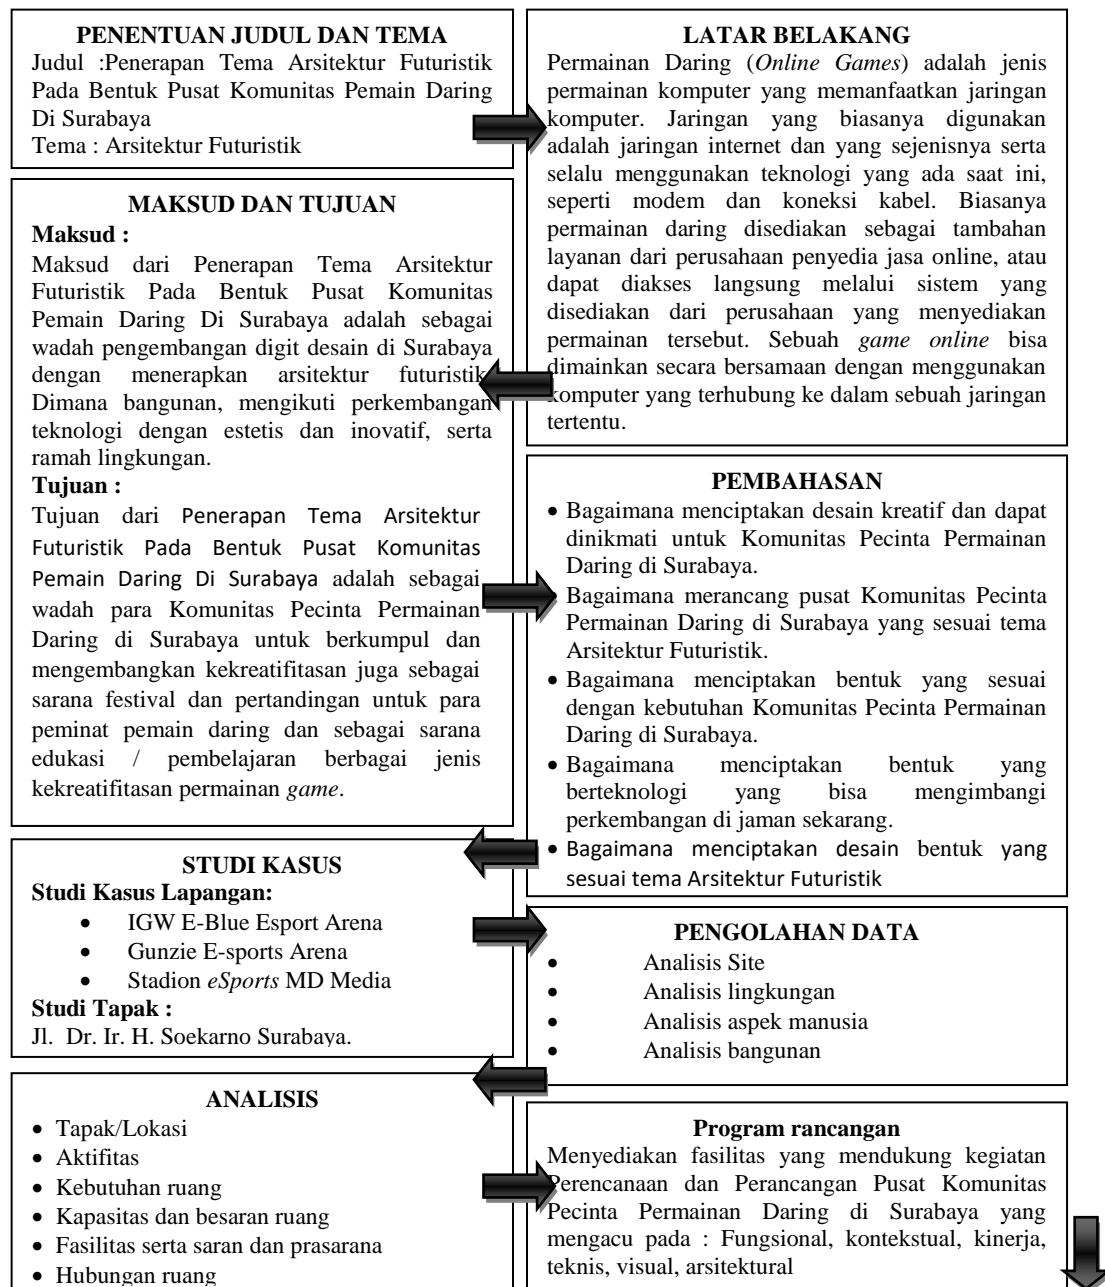 PENENTUAN JUDUL DAN TEMA
Judul :Penerapan Tema Arsitektur Futuristik
Pada Bentuk Pusat Komunitas Pemain Daring
Di Surabaya
Tema : Arsitektur Futuristik
LATAR BELAKANG
Permainan Daring (Online Games) adalah jenis
permainan komputer yang memanfaatkan jaringan
komputer. Jaringan yang biasanya digunakan
adalah jaringan internet dan yang sejenisnya serta
selalu menggunakan teknologi yang ada saat ini,
seperti modem dan koneksi kabel. Biasanya
permainan daring disediakan sebagai tambahan
layanan dari perusahaan penyedia jasa online, atau
dapat diakses langsung melalui sistem yang
disediakan dari perusahaan yang menyediakan
permainan tersebut. Sebuah game online bisa
dimainkan secara bersamaan dengan menggunakan
komputer yang terhubung ke dalam sebuah jaringan
tertentu.
MAKSUD DAN TUJUAN
Maksud :
Maksud dari Penerapan Tema Arsitektur
Futuristik Pada Bentuk Pusat Komunitas
Pemain Daring Di Surabaya adalah sebagai
wadah pengembangan digit desain di Surabaya
dengan menerapkan arsitektur futuristik
Dimana bangunan, mengikuti perkembangan
teknologi dengan estetis dan inovatif, serta
ramah lingkungan.
Tujuan :
Tujuan dari Penerapan Tema Arsitektur
Futuristik Pada Bentuk Pusat Komunitas
Pemain Daring Di Surabaya adalah sebagai
wadah para Komunitas Pecinta Permainan
Daring di Surabaya untuk berkumpul dan
mengembangkan kekreatifitasan juga sebagai
sarana festival dan pertandingan untuk para
peminat pemain daring dan sebagai sarana
edukasi / pembelajaran berbagai jenis
kekreatifitasan permainan game.
PEMBAHASAN
• Bagaimana menciptakan desain kreatif dan dapat
dinikmati untuk Komunitas Pecinta Permainan
Daring di Surabaya.
Bagaimana merancang pusat Komunitas Pecinta
Permainan Daring di Surabaya yang sesuai tema
Arsitektur Futuristik.
• Bagaimana menciptakan bentuk yang sesuai
dengan kebutuhan Komunitas Pecinta Permainan
Daring di Surabaya.
• Bagaimana menciptakan bentuk yang
berteknologi yang bisa mengimbangi
perkembangan di jaman sekarang.
• Bagaimana menciptakan desain bentuk yang
sesuai tema Arsitektur Futuristik
STUDI KASUS
Studi Kasus Lapangan:
• IGW E-Blue Esport Arena
• Gunzie E-sports Arena
• Stadion eSports MD Media
Studi Tapak :
Jl. Dr. Ir. H. Soekarno Surabaya.
PENGOLAHAN DATA
• Analisis Site
• Analisis lingkungan
• Analisis aspek manusia
• Analisis bangunan
ANALISIS
• Tapak/Lokasi
• Aktifitas
• Kebutuhan ruang
• Kapasitas dan besaran ruang
• Fasilitas serta saran dan prasarana
• Hubungan ruang
Program rancangan
Menyediakan fasilitas yang mendukung kegiatan
Perencanaan dan Perancangan Pusat Komunitas
Pecinta Permainan Daring di Surabaya yang
mengacu pada : Fungsional, kontekstual, kinerja,
teknis, visual, arsitektural